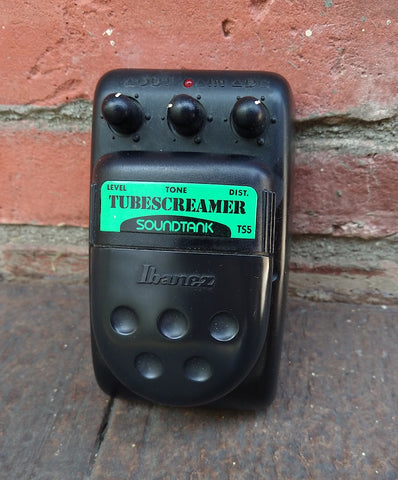 LEVEL TONE DIST.
TUBESCREAMER
SOUNDTANK TS5
Ibanez